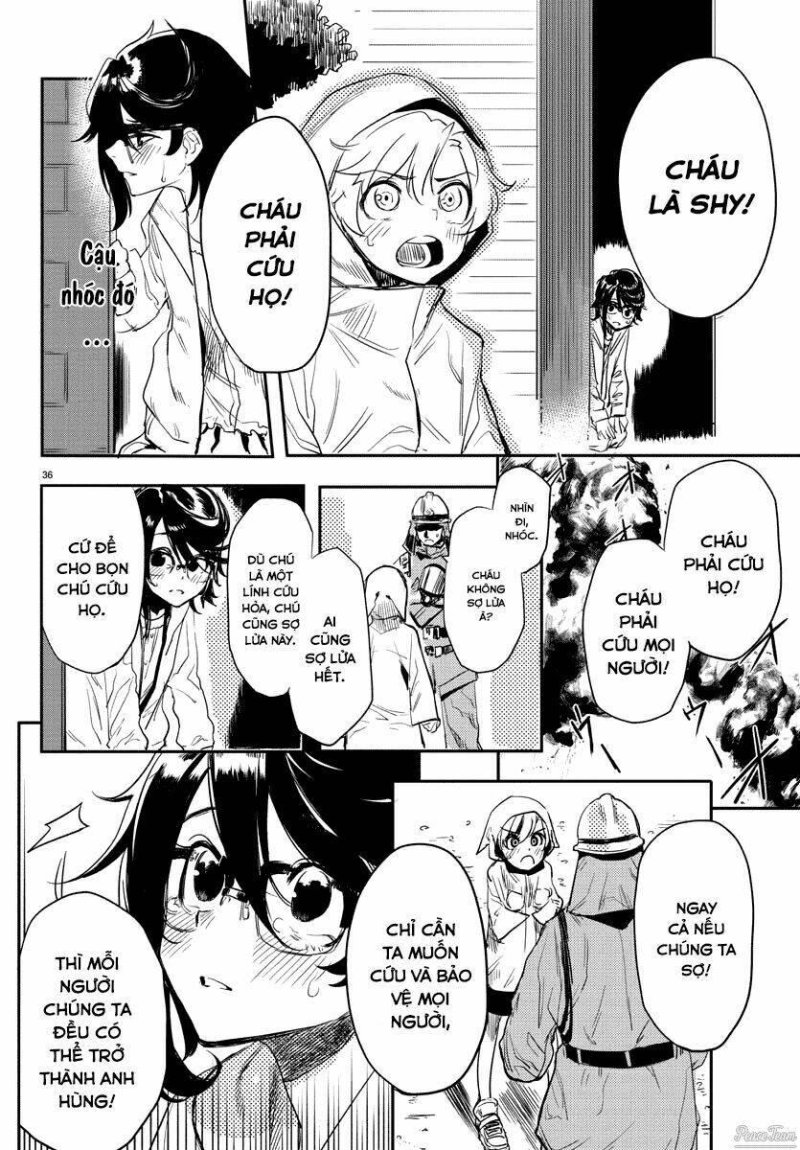 CHÁU
LÀ SHY!
CHÁU
PHẢI
CỨU
HỌ!
Cậu
nhóc đó
...
36
CHÁU
PHẢI CỨU
HỌ!
CHÁU
PHẢI
CỨU MỌI
NGƯỜI!
NHÌN
ĐI,
NHÓC.
CHÁU
KHÔNG
SỢ LỬA
À?
AI
CŨNG
SỢ LỬA
HẾT.
DÙ CHÚ
LÀ MỘT
LÍNH CỨU
HỎA, CHÚ
CŨNG SỢ
LỬA NÀY.
CỨ ĐỂ
CHO BỌN
CHÚ CỨU
HỌ.
NGAY
CẢ NẾU
CHÚNG TA
SỢ!
CHỈ CẦN
TA MUỐN
CỨU VÀ BẢO
VỆ MỌI
NGƯỜI,
THÌ MỖI
NGƯỜI
CHÚNG TA
ĐỀU CÓ
THỂ TRỞ
THÀNH ANH
HÙNG!
PeaceTeam